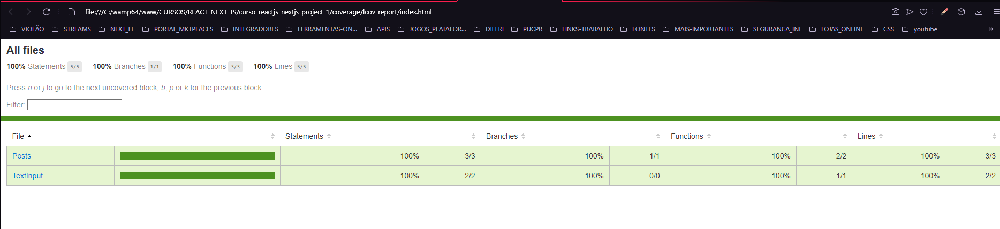 file:///C:/wamp64/www/CURSOS/REACT_NEXT_JS/curso-reactjs-nextjs-project-1/coverage/lcov-report/index.html
VIOLÃO STREAMS NEXT_LF PORTAL_MKTPLACES INTEGRADORES FERRAMENTAS-ON... APIS JOGOS_PLATAFOR... DIFERI PUCPR LINKS-TRABALHO FONTES MAIS-IMPORTANTES SEGURANCA_INF LOJAS_ONLINE CSS youtube »
All files
100% Statements 5/5 100% Branches 1/1 100% Functions 3/3 100% Lines 5/5
Press n or j to go to the next uncovered block, b, p or k for the previous block.
Filter:
File Statements Branches Functions Lines
Posts 100% 3/3 100% 1/1 100% 2/2 100% 3/3
TextInput 100% 2/2 100% 0/0 100% 1/1 100% 2/2